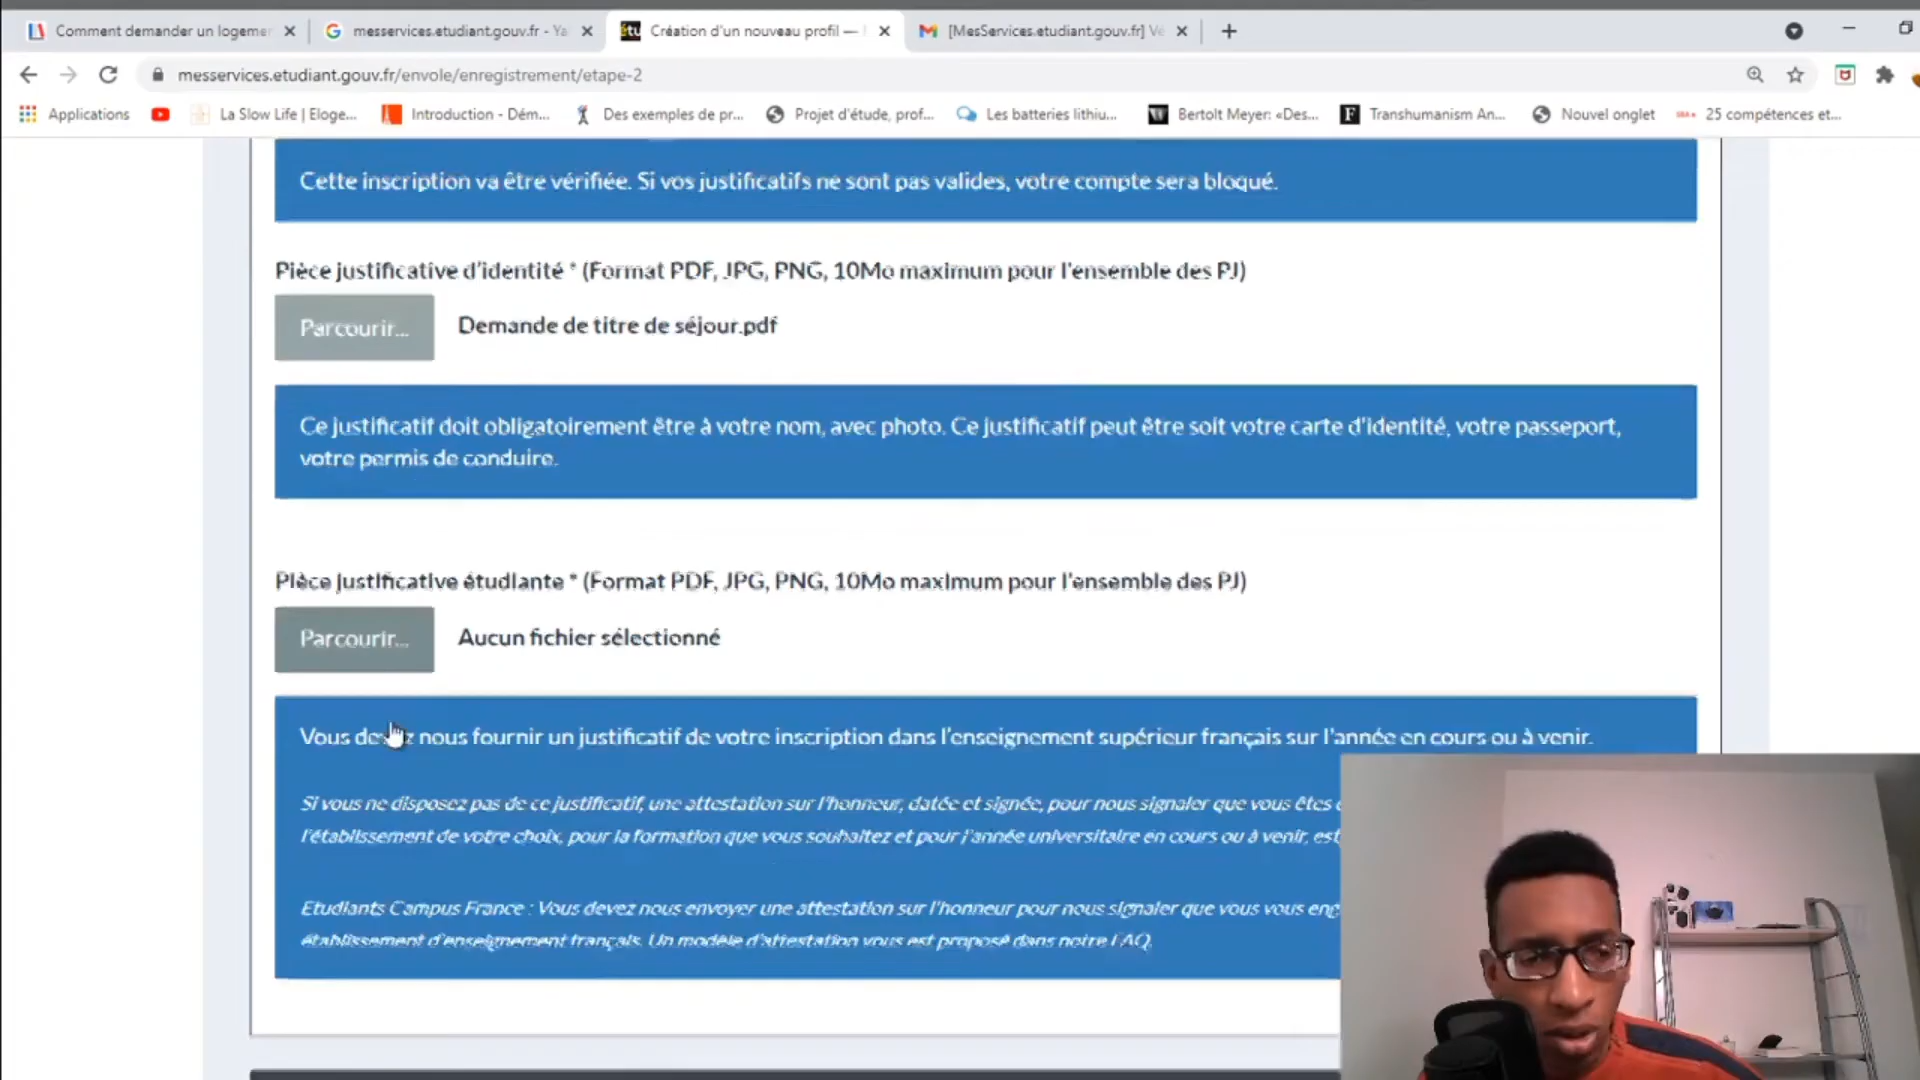 Comment demander un logeme
messervices.etudiant.gouv.fr - Ya
étu Création d'un nouveau profil —
[MesServices.etudiant.gouv.fr] Vé
messervices.etudiant.gouv.fr/envole/enregistrement/etape-2
Applications
La Slow Life | Eloge...
Introduction - Dém...
Des exemples de pr...
Projet d'étude, prof...
Les batteries lithiu...
Bertolt Meyer: «Des...
Transhumanism An...
Nouvel onglet
25 compétences et...
Cette inscription va être vérifiée. Si vos justificatifs ne sont pas valides, votre compte sera bloqué.
Pièce justificative d'identité * (Format PDF, JPG, PNG, 10Mo maximum pour l'ensemble des PJ)
Parcourir... Demande de titre de séjour.pdf
Ce justificatif doit obligatoirement être à votre nom, avec photo. Ce justificatif peut être soit votre carte d'identité, votre passeport,
votre permis de conduire.
Pièce justificative étudiante * (Format PDF, JPG, PNG, 10Mo maximum pour l'ensemble des PJ)
Parcourir... Aucun fichier sélectionné
Vous devez nous fournir un justificatif de votre inscription dans l'enseignement supérieur français sur l'année en cours ou à venir.
Si vous ne disposez pas de ce justificatif, une attestation sur l'honneur, datée et signée, pour nous signaler que vous êtes
l'établissement de votre choix, pour la formation que vous souhaitez et pour l'année universitaire en cours ou à venir, est
Etudiants Campus France : Vous devez nous envoyer une attestation sur l'honneur pour nous signaler que vous vous eng
établissement d'enseignement français. Un modèle d'attestation vous est proposé dans notre FAQ.